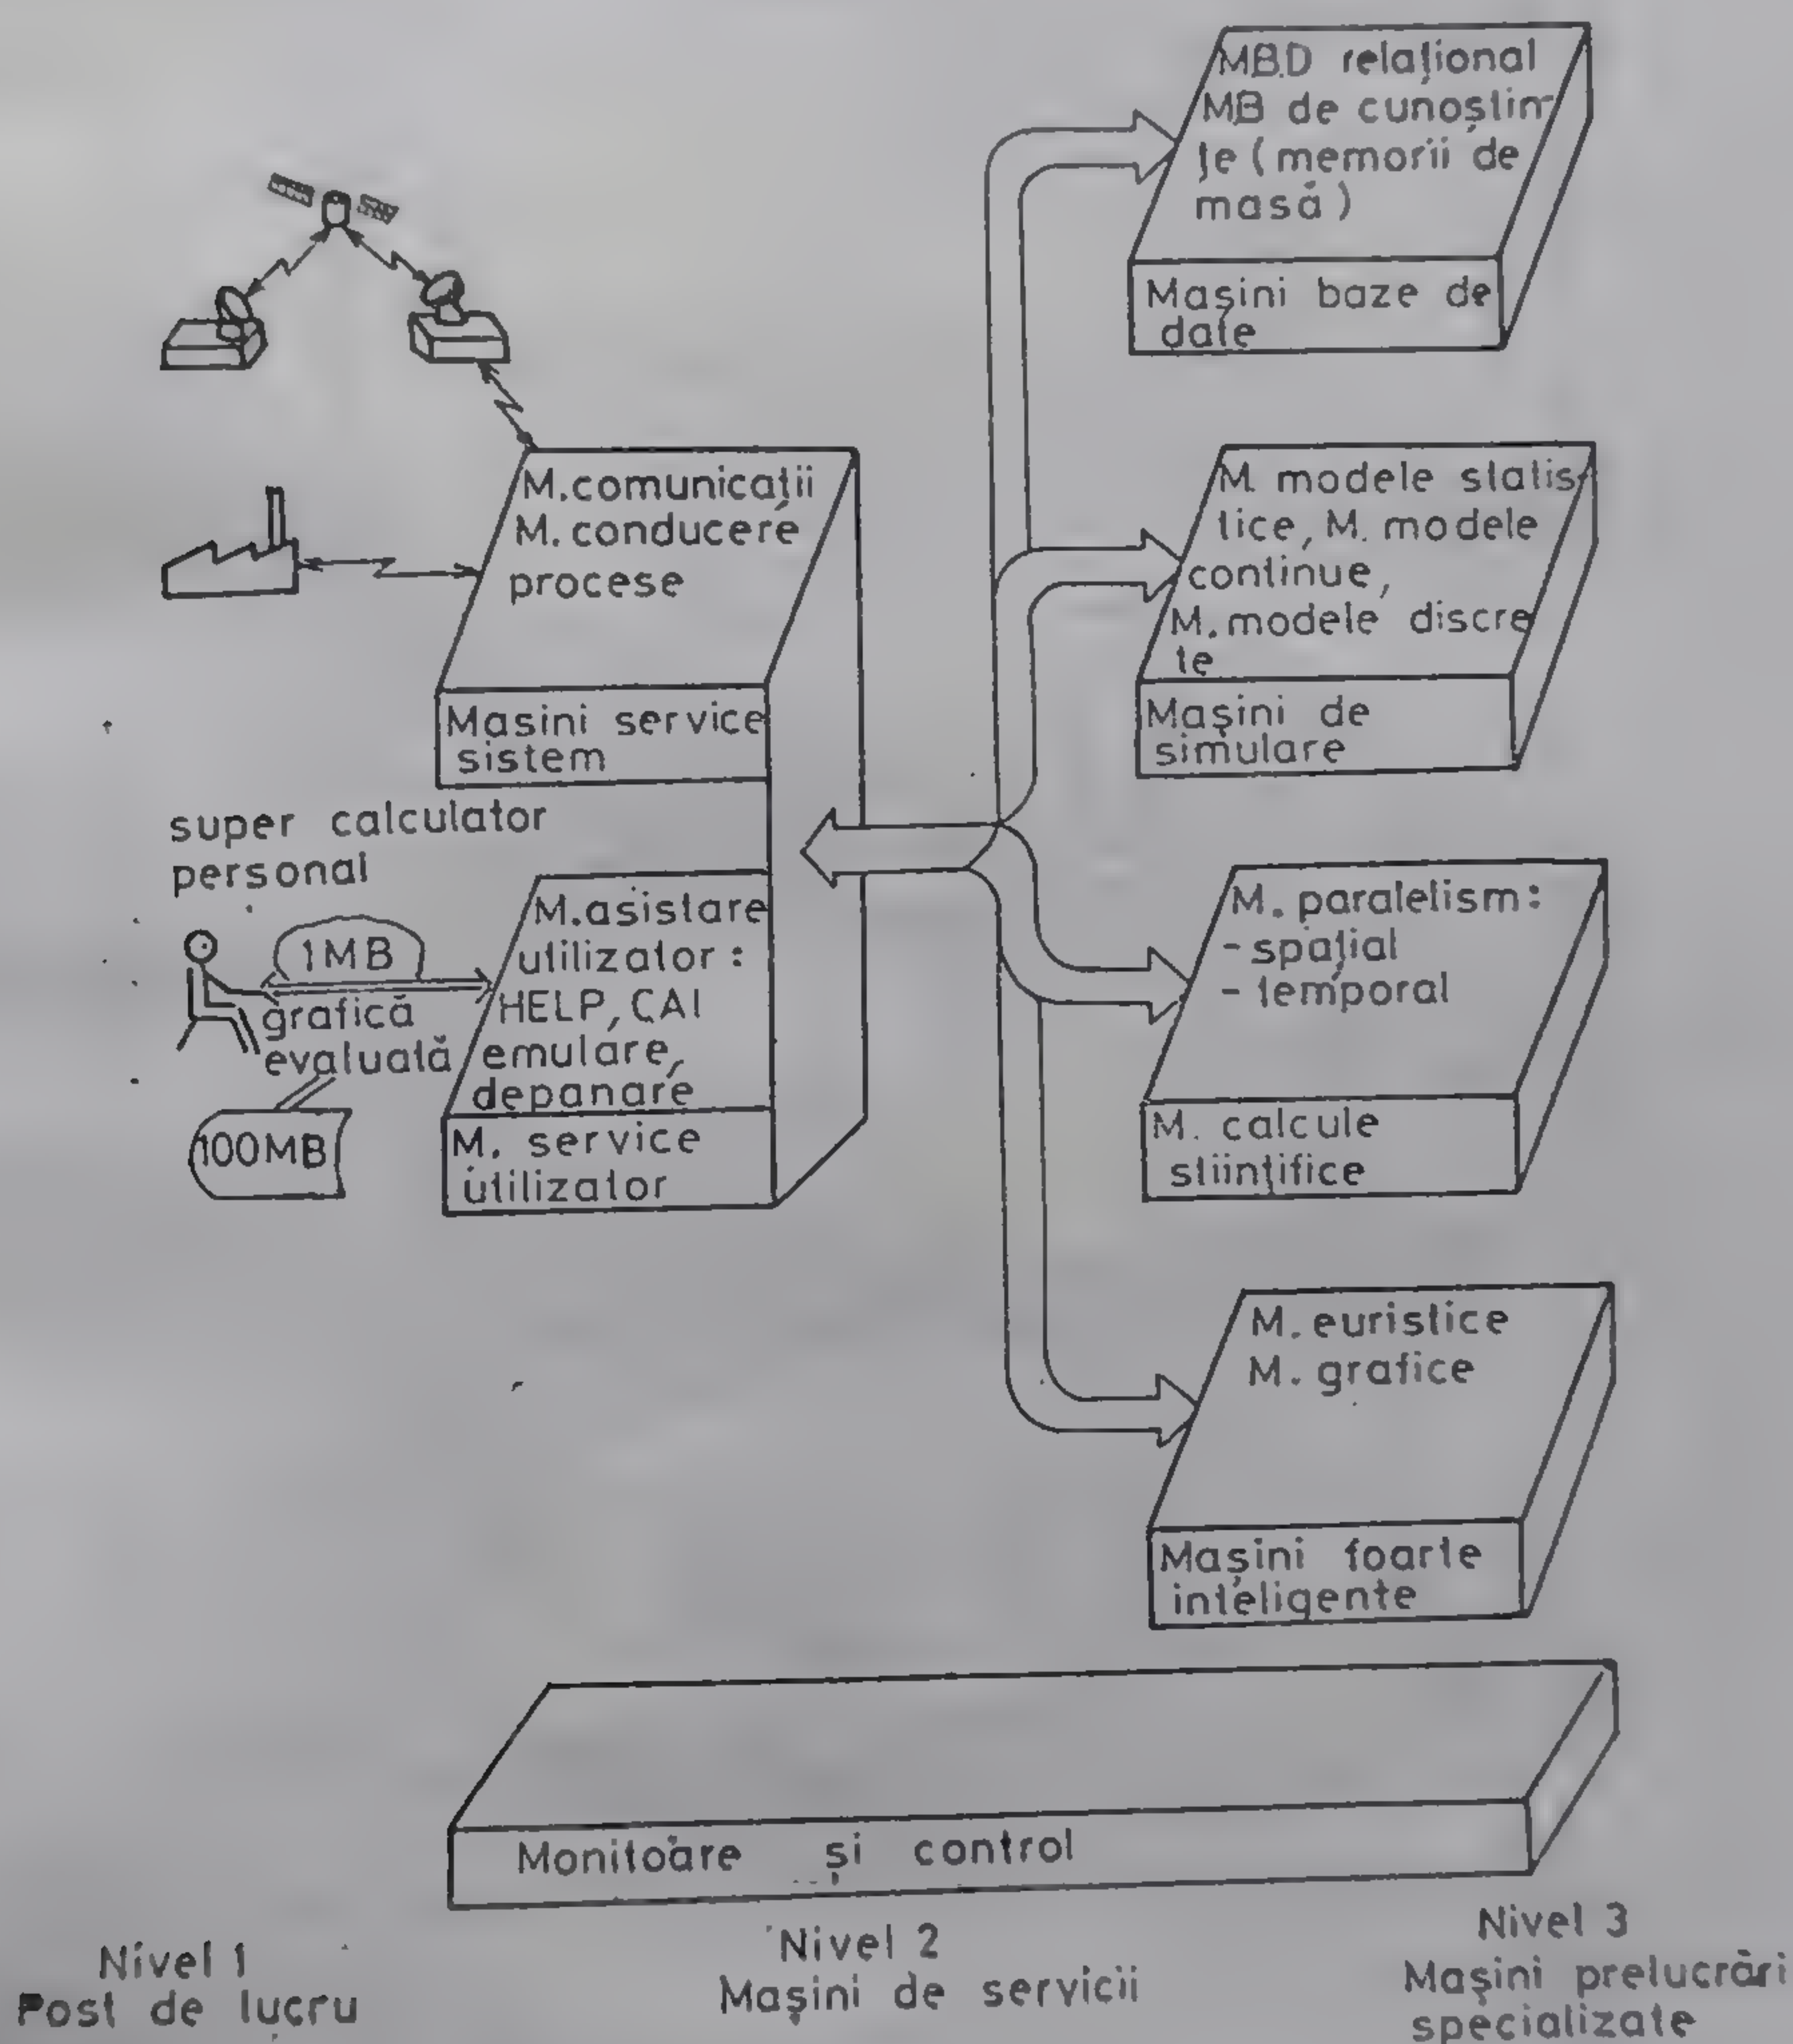 MBD relaţional
MB de cunoştin-
ţe (memorii de
masă)
Maşini baze de
date
M.comunicaţii
M. conducere
procese
Masini service
sistem
M. modele statis-
tice, M. modele
continue,
M. modele discre
te
Maşini de
simulare
super calculator
personal
1MB
grafică
evaluată
100MB
M.asistare
utilizator:
HELP, CAI
emulare,
depanare
M. service
utilizator
M. paralelism:
- spaţial
- temporal
M. calcule
stiinţifice
M. euristice
M. grafice
Maşini foarte
inteligente
Monitoare şi control
Nivel 1
Post de lucru
Nivel 2
Maşini de servicii
Nivel 3
Maşini prelucrări
specializate